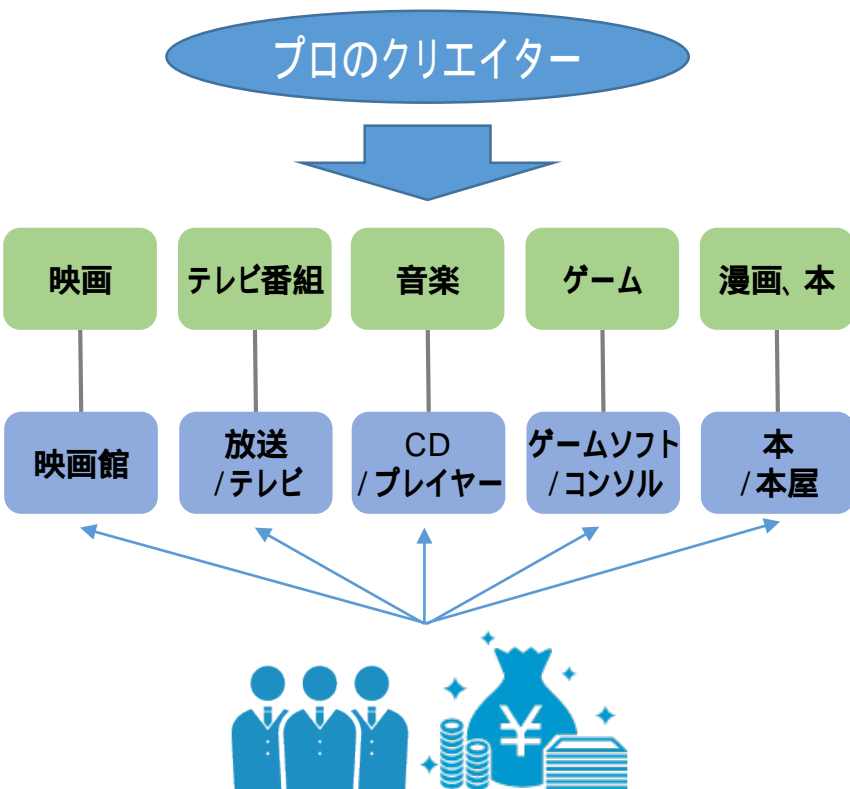 プロのクリエイター
映画
テレビ番組
音楽
ゲーム
漫画、本
映画館
放送
/テレビ
CD
/プレイヤー
ゲームソフト
/コンソル
本
/本屋
¥